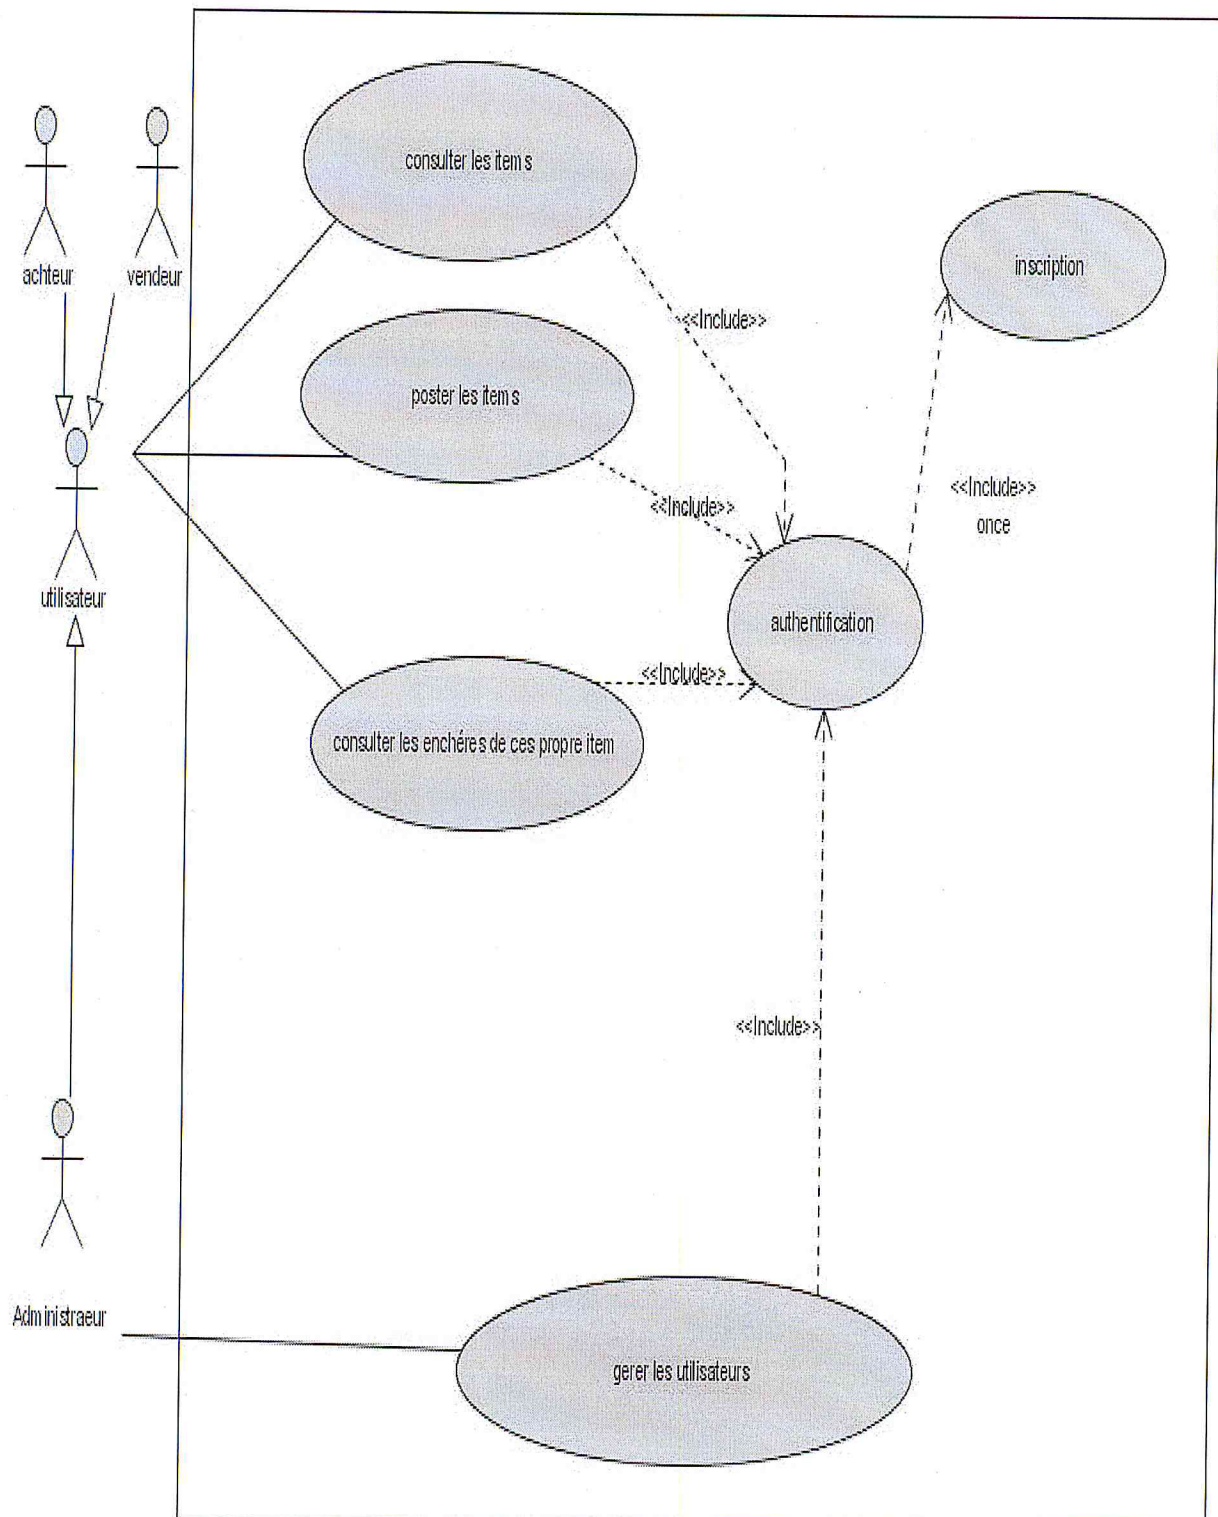 consulter les items
achteur
vendeur
inscription
<<Include>>
poster les items
<<Include>>
<<Include>>
once
utilisateur
authentification
<<Include>>
consulter les enchéres de ces propre item
<<Include>>
Administraeur
gerer les utilisateurs